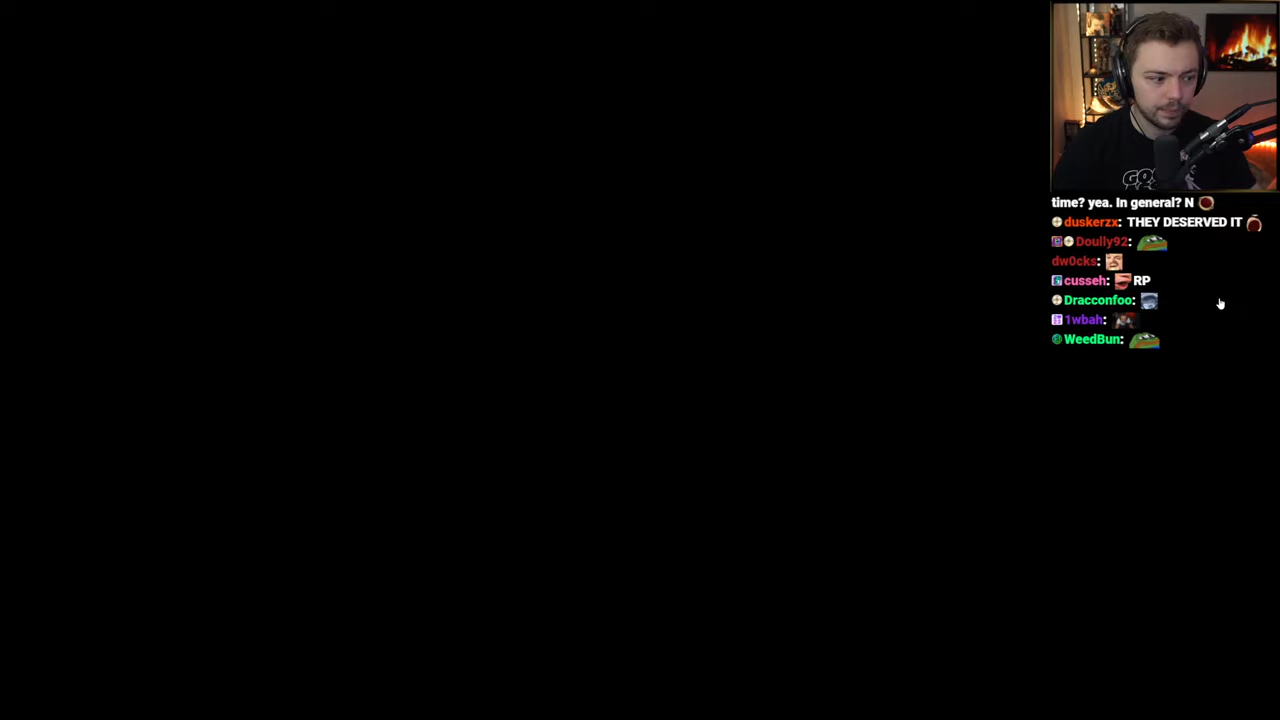 time? yea. In general? N
duskerzx: THEY DESERVED IT
Doully92:
dw0cks:
cusseh: RP
Dracconfoo:
1wbah:
WeedBun: